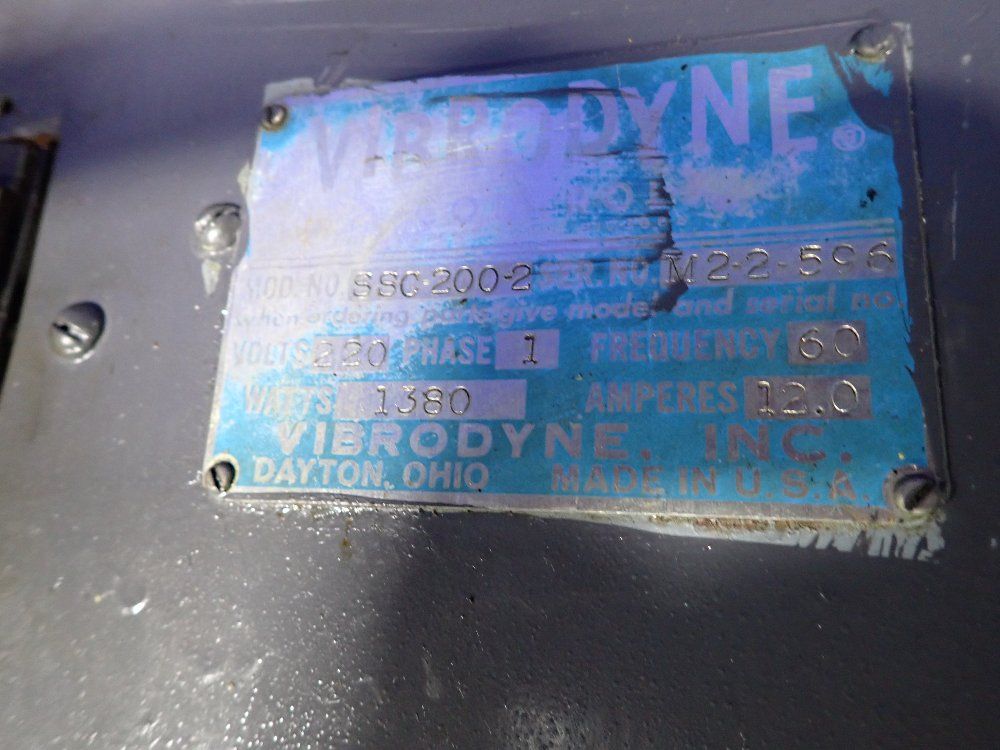 VIBRODYNE ®
MOD. NO. SSC-200-2 SER. NO. M2-2-596
when ordering parts give model and serial no.
VOLTS 220 PHASE 1 FREQUENCY 60
WATTS 1380 AMPERES 12.0
VIBRODYNE, INC.
DAYTON, OHIO MADE IN U.S.A.